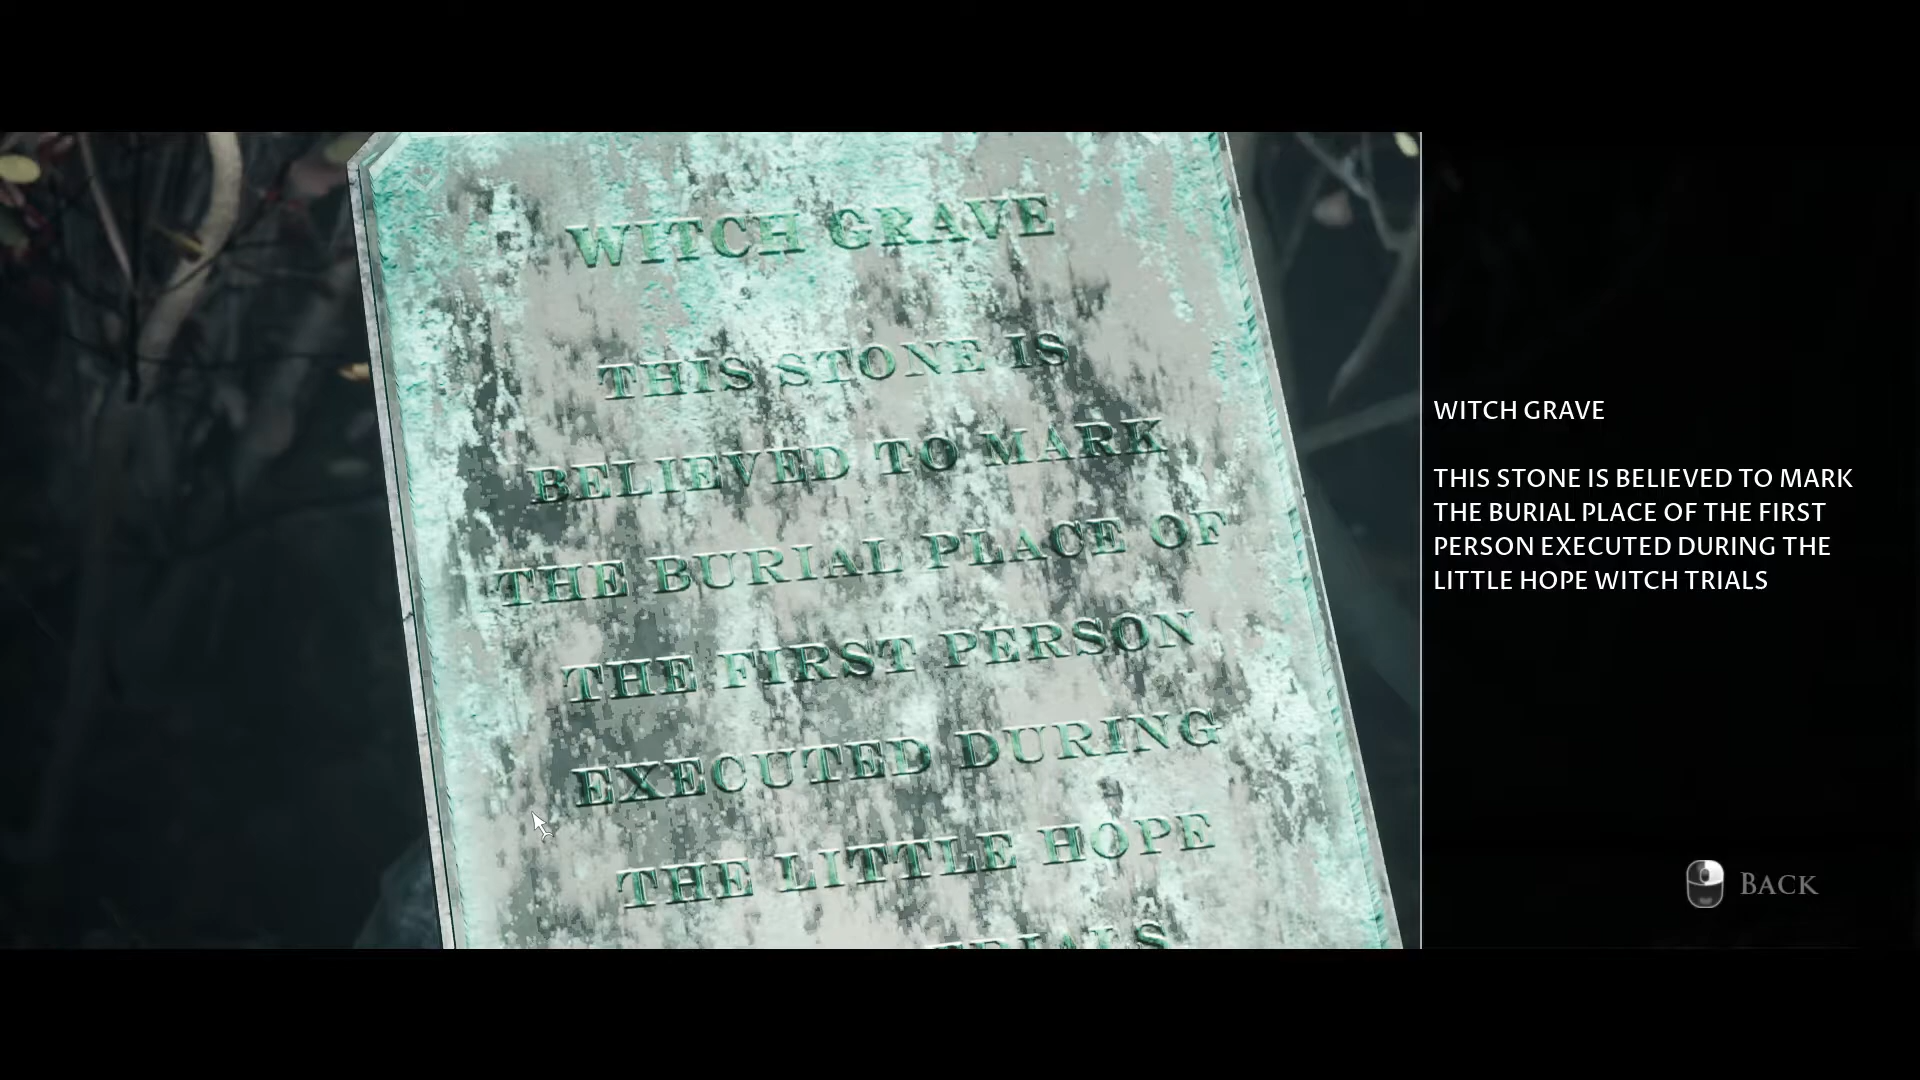 WITCH GRAVE
THIS STONE IS
BELIEVED TO MARK
THE BURIAL PLACE OF
THE FIRST PERSON
EXECUTED DURING
THE LITTLE HOPE
TRIALS
WITCH GRAVE
THIS STONE IS BELIEVED TO MARK
THE BURIAL PLACE OF THE FIRST
PERSON EXECUTED DURING THE
LITTLE HOPE WITCH TRIALS
BACK